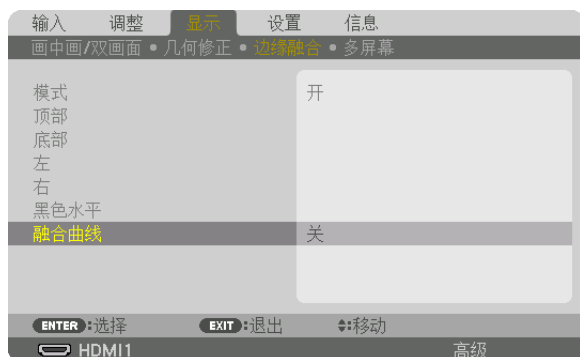 输入 调整 显示 设置 信息
画中画/双画面 • 几何修正 • 边缘融合 • 多屏幕
模式 开
顶部
底部
左
右
黑色水平
融合曲线 关
ENTER:选择 EXIT:退出 :移动
HDMI1 高级